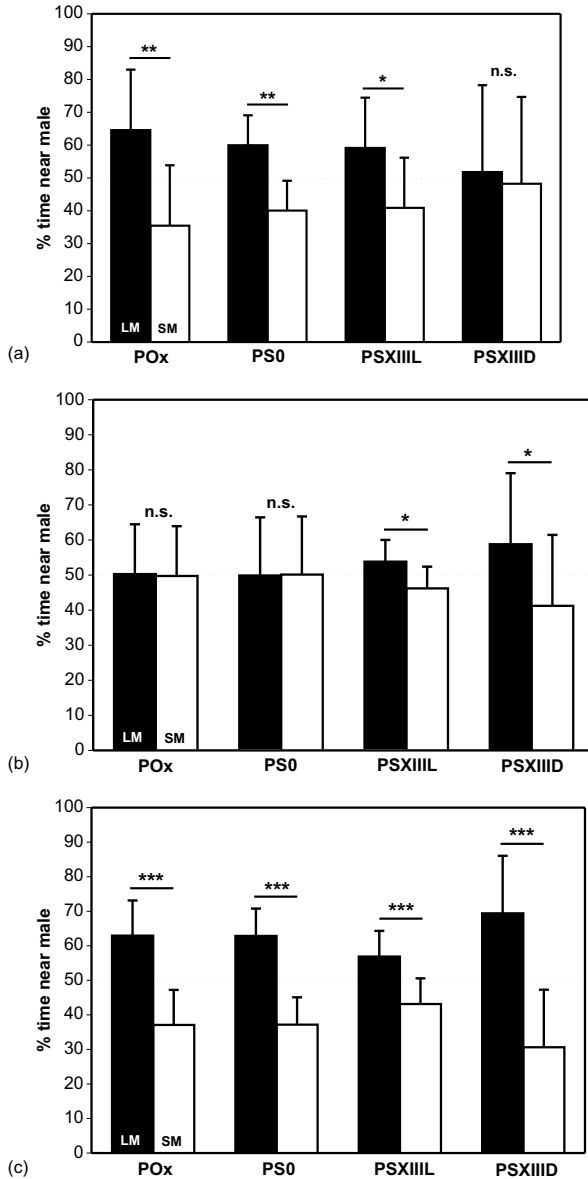 100
90
80
70
60
50
40
30
20
10
0
% time near male
** ** * n.s.
LM SM
POx PS0 PSXIIIL PSXIIID
(a)
100
90
80
70
60
50
40
30
20
10
0
% time near male
n.s. n.s. * *
LM SM
POx PS0 PSXIIIL PSXIIID
(b)
100
90
80
70
60
50
40
30
20
10
0
% time near male
*** *** *** ***
LM SM
POx PS0 PSXIIIL PSXIIID
(c)